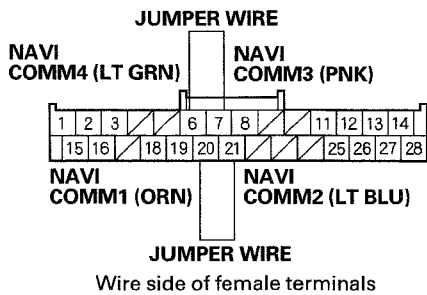 JUMPER WIRE
NAVI
COMM4 (LT GRN)
NAVI
COMM3 (PNK)
1 2 3 6 7 8 11 12 13 14
15 16 18 19 20 21 25 26 27 28
NAVI
COMM1 (ORN)
NAVI
COMM2 (LT BLU)
JUMPER WIRE
Wire side of female terminals